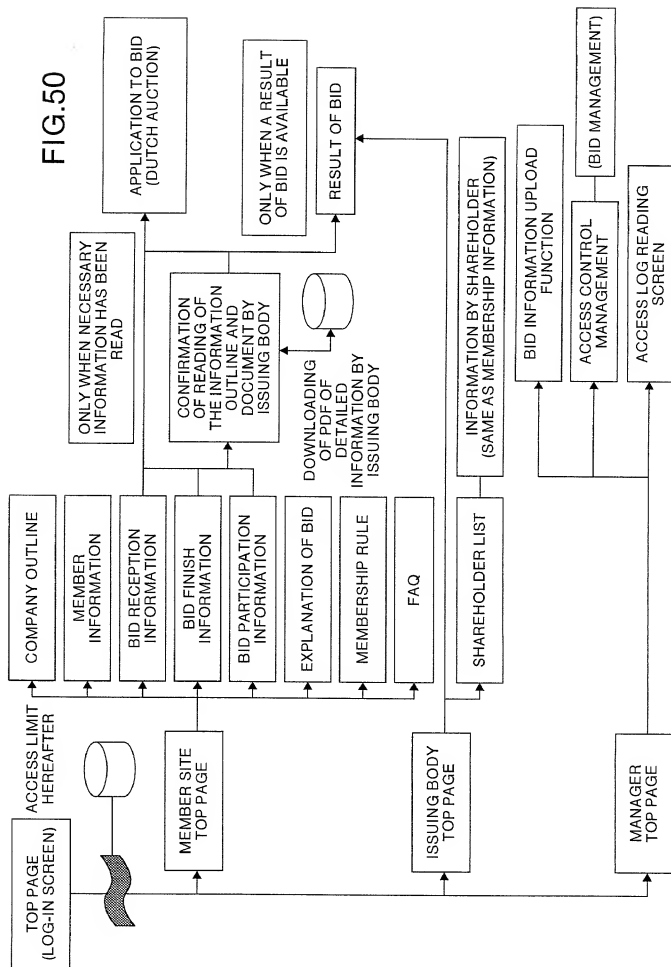 FIG.50
TOP PAGE
(LOG-IN SCREEN)
ACCESS LIMIT
HEREAFTER
MEMBER SITE
TOP PAGE
COMPANY OUTLINE
MEMBER
INFORMATION
BID RECEPTION
INFORMATION
BID FINISH
INFORMATION
BID PARTICIPATION
INFORMATION
EXPLANATION OF BID
MEMBERSHIP RULE
FAQ
ONLY WHEN NECESSARY
INFORMATION HAS BEEN
READ
APPLICATION TO BID
(DUTCH AUCTION)
CONFIRMATION
OF READING OF
THE INFORMATION
OUTLINE AND
DOCUMENT BY
ISSUING BODY
DOWNLOADING
OF PDF OF
DETAILED
INFORMATION BY
ISSUING BODY
ONLY WHEN A RESULT
OF BID IS AVAILABLE
RESULT OF BID
ISSUING BODY
TOP PAGE
SHAREHOLDER LIST
INFORMATION BY SHAREHOLDER
(SAME AS MEMBERSHIP INFORMATION)
MANAGER
TOP PAGE
BID INFORMATION UPLOAD
FUNCTION
ACCESS CONTROL
MANAGEMENT
(BID MANAGEMENT)
ACCESS LOG READING
SCREEN